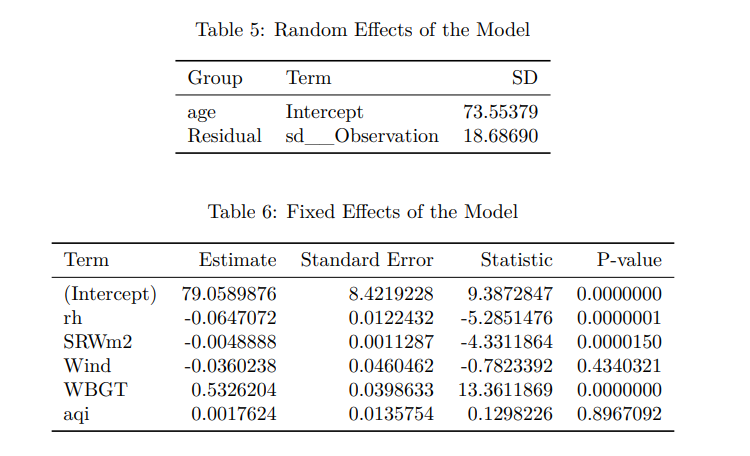 Table 5: Random Effects of the Model
Group Term SD
age Intercept 73.55379
Residual sd__Observation 18.68690
Table 6: Fixed Effects of the Model
Term Estimate Standard Error Statistic P-value
(Intercept) 79.0589876 8.4219228 9.3872847 0.0000000
rh -0.0647072 0.0122432 -5.2851476 0.0000001
SRWm2 -0.0048888 0.0011287 -4.3311864 0.0000150
Wind -0.0360238 0.0460462 -0.7823392 0.4340321
WBGT 0.5326204 0.0398633 13.3611869 0.0000000
aqi 0.0017624 0.0135754 0.1298226 0.8967092